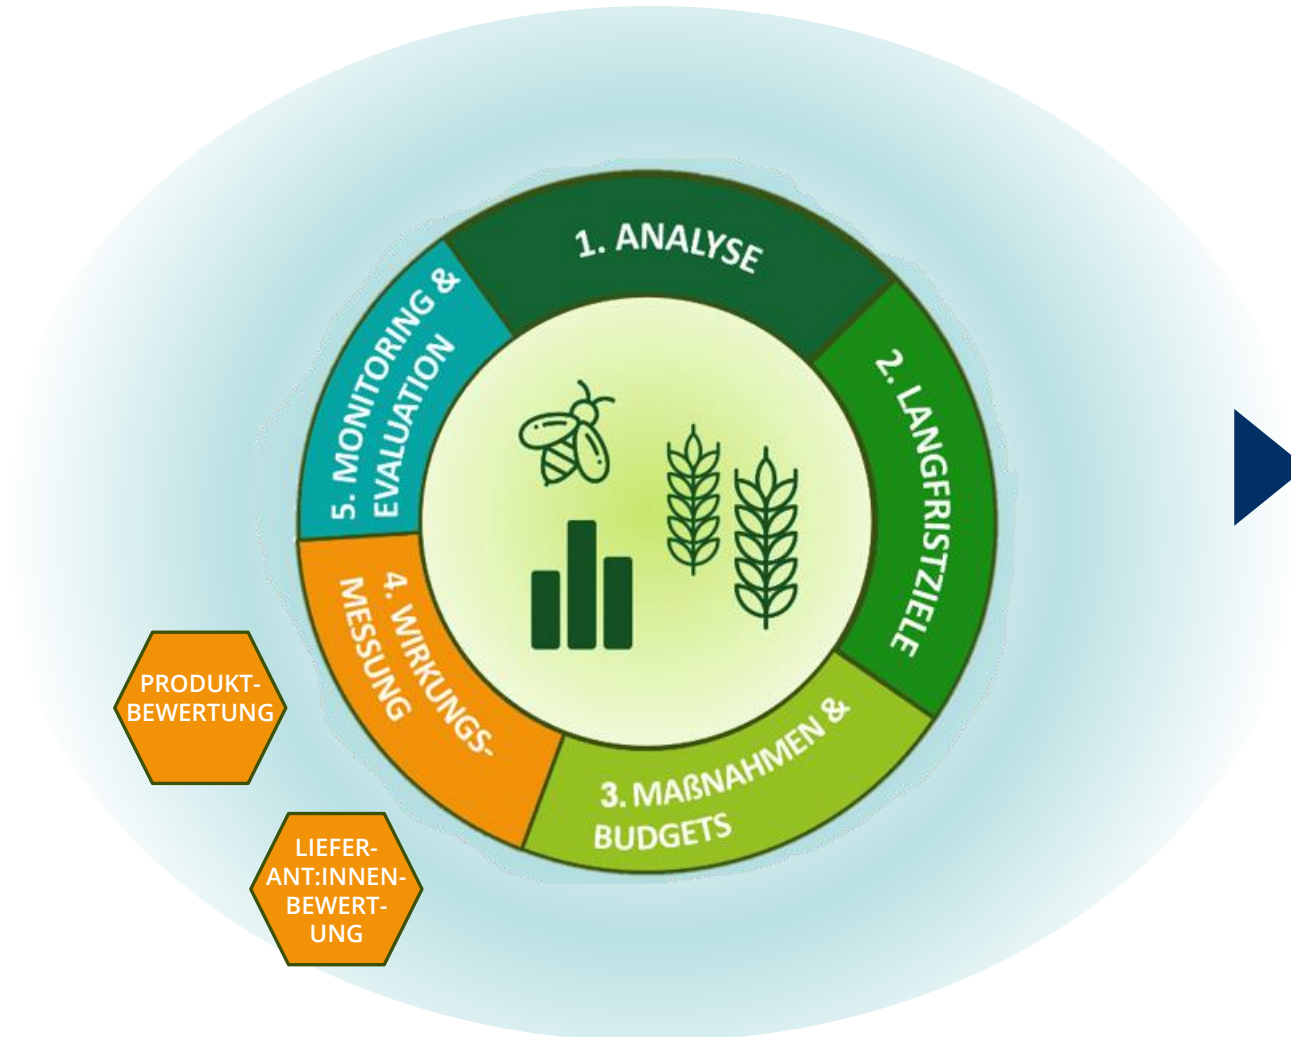 1. ANALYSE
2. LANGFRISTZIELE
3. MAßNAHMEN &
BUDGETS
4. WIRKUNGS-
MESSUNG
5. MONITORING &
EVALUATION
PRODUKT-
BEWERTUNG
LIEFER-
ANT:INNEN-
BEWERT-
UNG